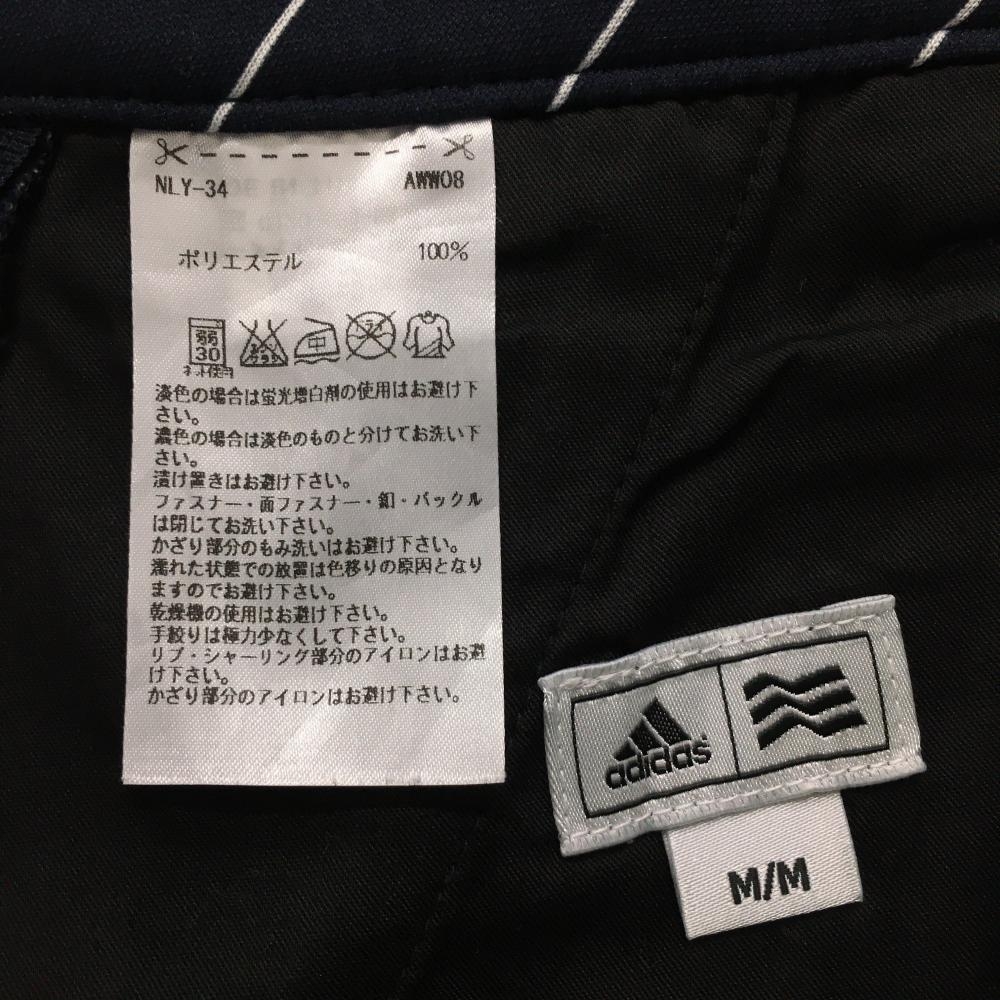 NLY-34 AWW08
ポリエステル 100%
弱
30
ネット使用
エンソサラシ
中
ドライ
淡色の場合は蛍光増白剤の使用はお避け下
さい。
濃色の場合は淡色のものと分けてお洗い下
さい。
漬け置きはお避け下さい。
ファスナー・面ファスナー・釦・バックル
は閉じてお洗い下さい。
かざり部分のもみ洗いはお避け下さい。
濡れた状態での放置は色移りの原因となり
ますのでお避け下さい。
乾燥機の使用はお避け下さい。
手絞りは極力少なくして下さい。
リブ・シャーリング部分のアイロンはお避
け下さい。
かざり部分のアイロンはお避け下さい。
adidas
M/M